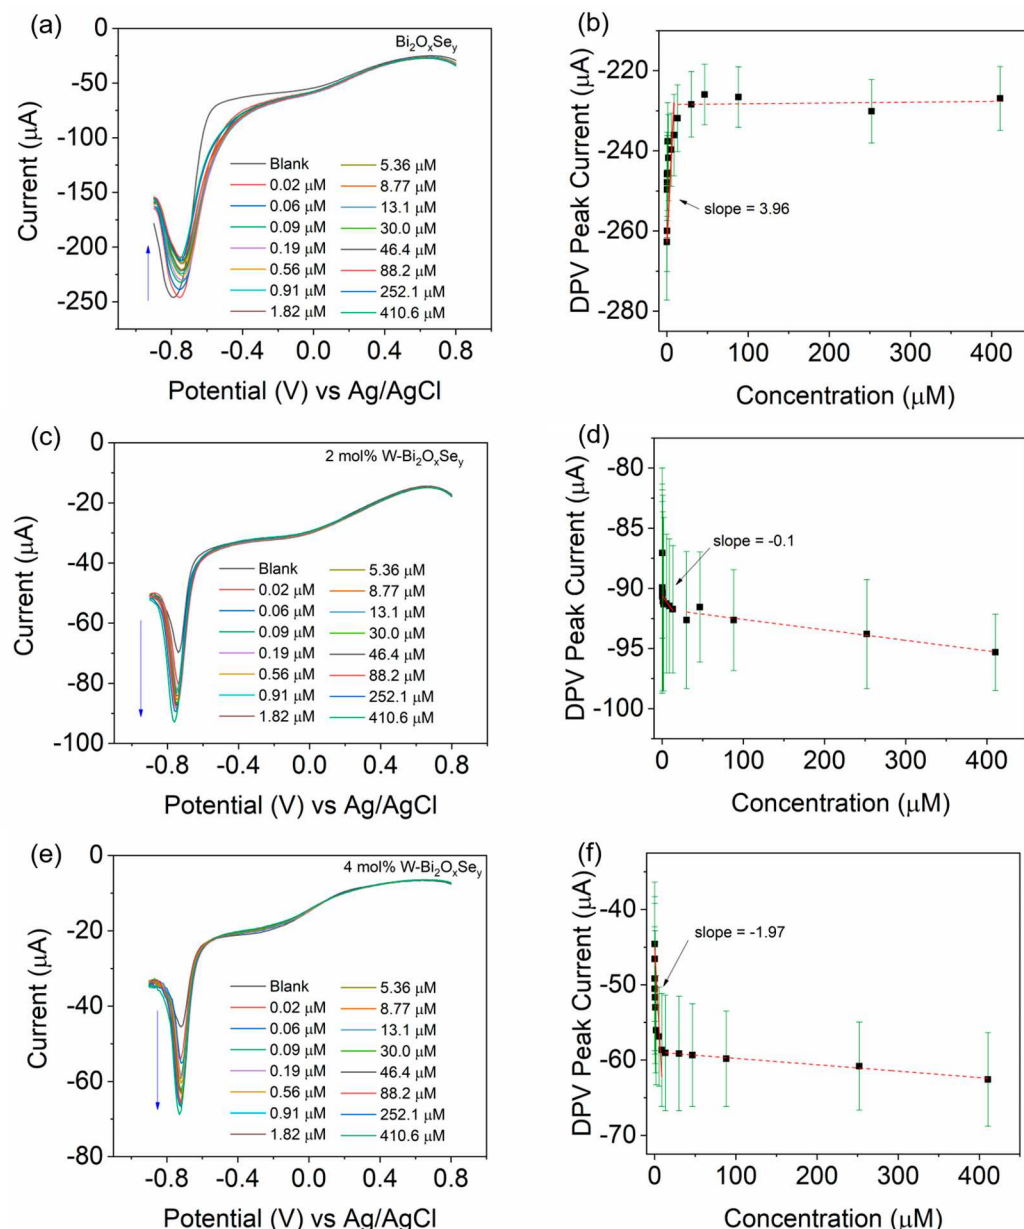 (a)
Bi₂OₓSeᵧ
0
-50
-100
-150
-200
-250
Current (μA)
Blank
0.02 μM
0.06 μM
0.09 μM
0.19 μM
0.56 μM
0.91 μM
1.82 μM
5.36 μM
8.77 μM
13.1 μM
30.0 μM
46.4 μM
88.2 μM
252.1 μM
410.6 μM
-0.8 -0.4 0.0 0.4 0.8
Potential (V) vs Ag/AgCl
(b)
-220
-240
-260
-280
DPV Peak Current (μA)
slope = 3.96
0 100 200 300 400
Concentration (μM)
(c)
2 mol% W-Bi₂OₓSeᵧ
0
-20
-40
-60
-80
-100
Current (μA)
Blank
0.02 μM
0.06 μM
0.09 μM
0.19 μM
0.56 μM
0.91 μM
1.82 μM
5.36 μM
8.77 μM
13.1 μM
30.0 μM
46.4 μM
88.2 μM
252.1 μM
410.6 μM
-0.8 -0.4 0.0 0.4 0.8
Potential (V) vs Ag/AgCl
(d)
-80
-85
-90
-95
-100
DPV Peak Current (μA)
slope = -0.1
0 100 200 300 400
Concentration (μM)
(e)
4 mol% W-Bi₂OₓSeᵧ
0
-20
-40
-60
-80
Current (μA)
Blank
0.02 μM
0.06 μM
0.09 μM
0.19 μM
0.56 μM
0.91 μM
1.82 μM
5.36 μM
8.77 μM
13.1 μM
30.0 μM
46.4 μM
88.2 μM
252.1 μM
410.6 μM
-0.8 -0.4 0.0 0.4 0.8
Potential (V) vs Ag/AgCl
(f)
-40
-50
-60
-70
DPV Peak Current (μA)
slope = -1.97
0 100 200 300 400
Concentration (μM)